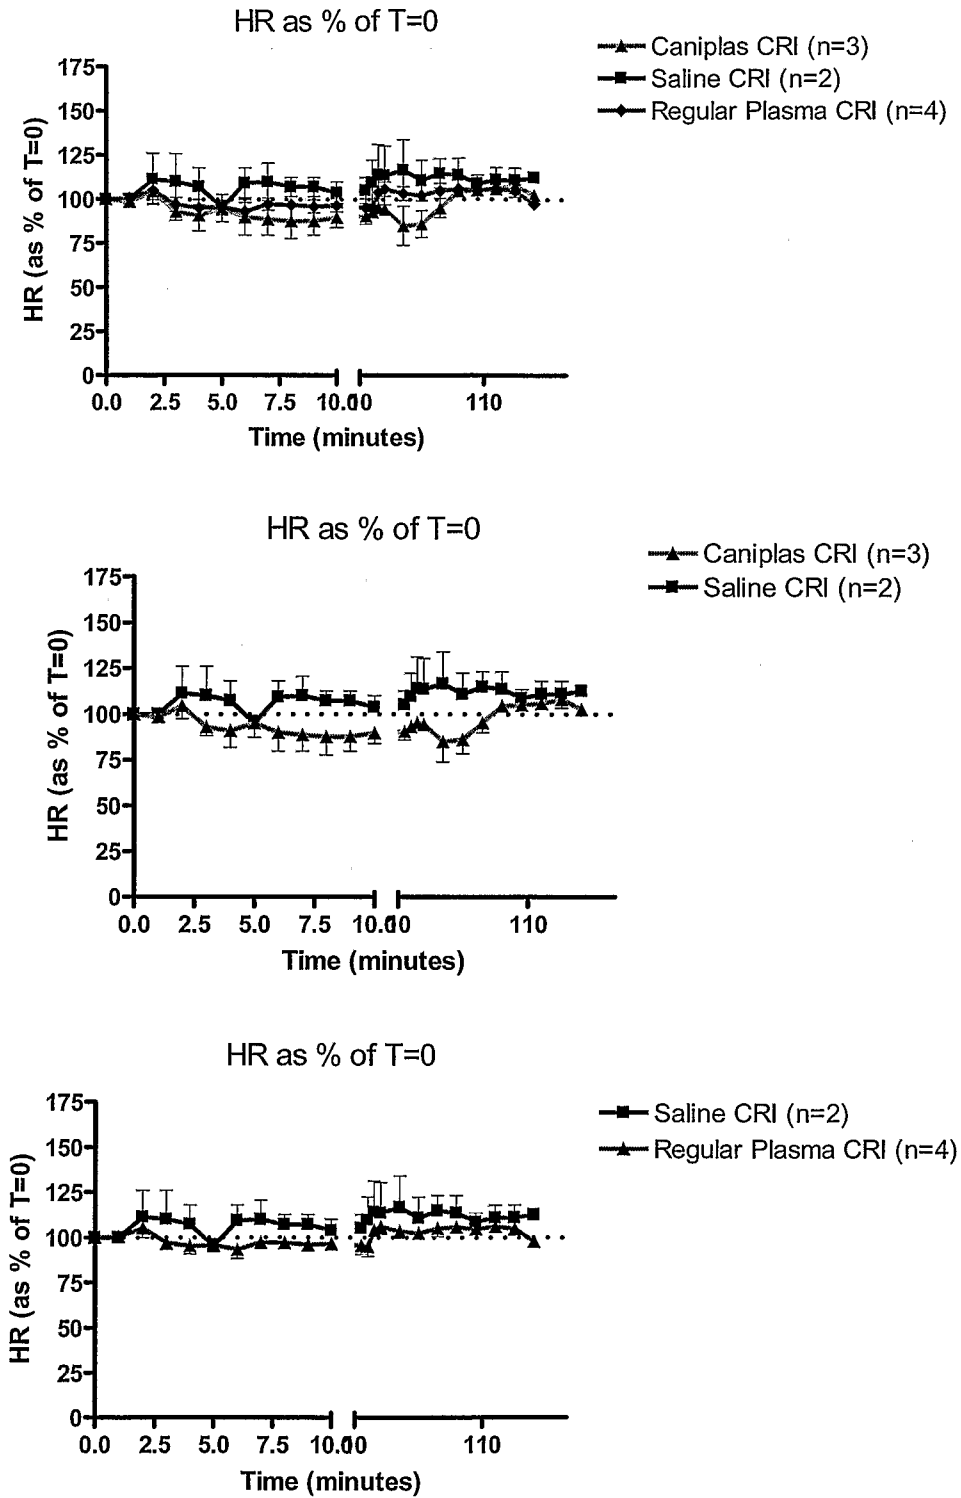 HR as % of T=0
Caniplas CRI (n=3)
Saline CRI (n=2)
Regular Plasma CRI (n=4)
HR (as % of T=0)
175
150
125
100
75
50
25
0
0.0 2.5 5.0 7.5 10.0 110
Time (minutes)
HR as % of T=0
Caniplas CRI (n=3)
Saline CRI (n=2)
HR (as % of T=0)
175
150
125
100
75
50
25
0
0.0 2.5 5.0 7.5 10.0 110
Time (minutes)
HR as % of T=0
Saline CRI (n=2)
Regular Plasma CRI (n=4)
HR (as % of T=0)
175
150
125
100
75
50
25
0
0.0 2.5 5.0 7.5 10.0 110
Time (minutes)